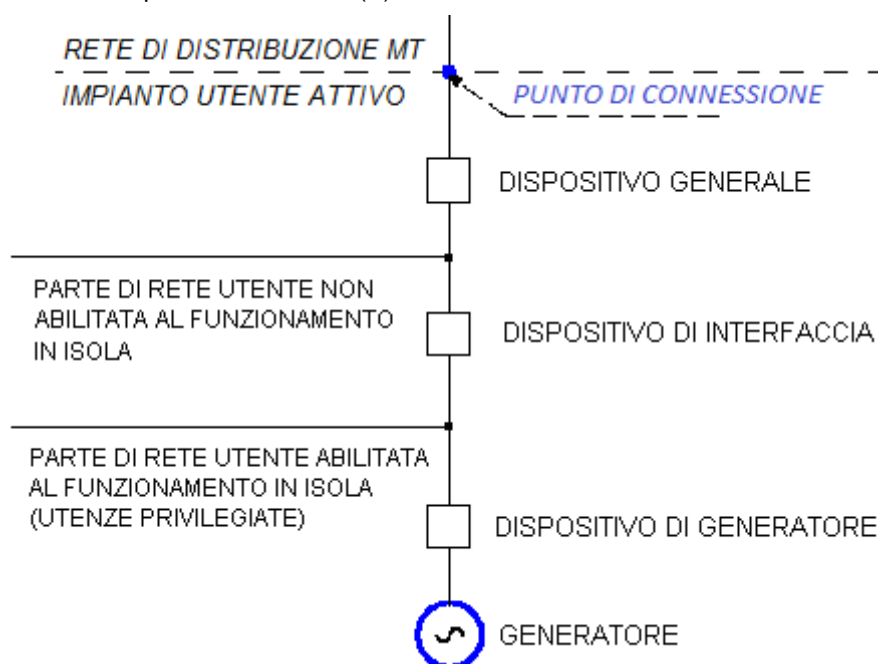 RETE DI DISTRIBUZIONE MT
IMPIANTO UTENTE ATTIVO
PUNTO DI CONNESSIONE
DISPOSITIVO GENERALE
PARTE DI RETE UTENTE NON
ABILITATA AL FUNZIONAMENTO
IN ISOLA
DISPOSITIVO DI INTERFACCIA
PARTE DI RETE UTENTE ABILITATA
AL FUNZIONAMENTO IN ISOLA
(UTENZE PRIVILEGIATE)
DISPOSITIVO DI GENERATORE
GENERATORE